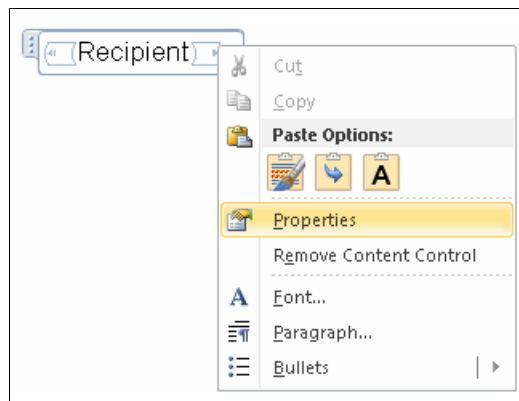 Recipient
Cut
Copy
Paste Options:
A
Properties
Remove Content Control
A Font...
Paragraph...
Bullets